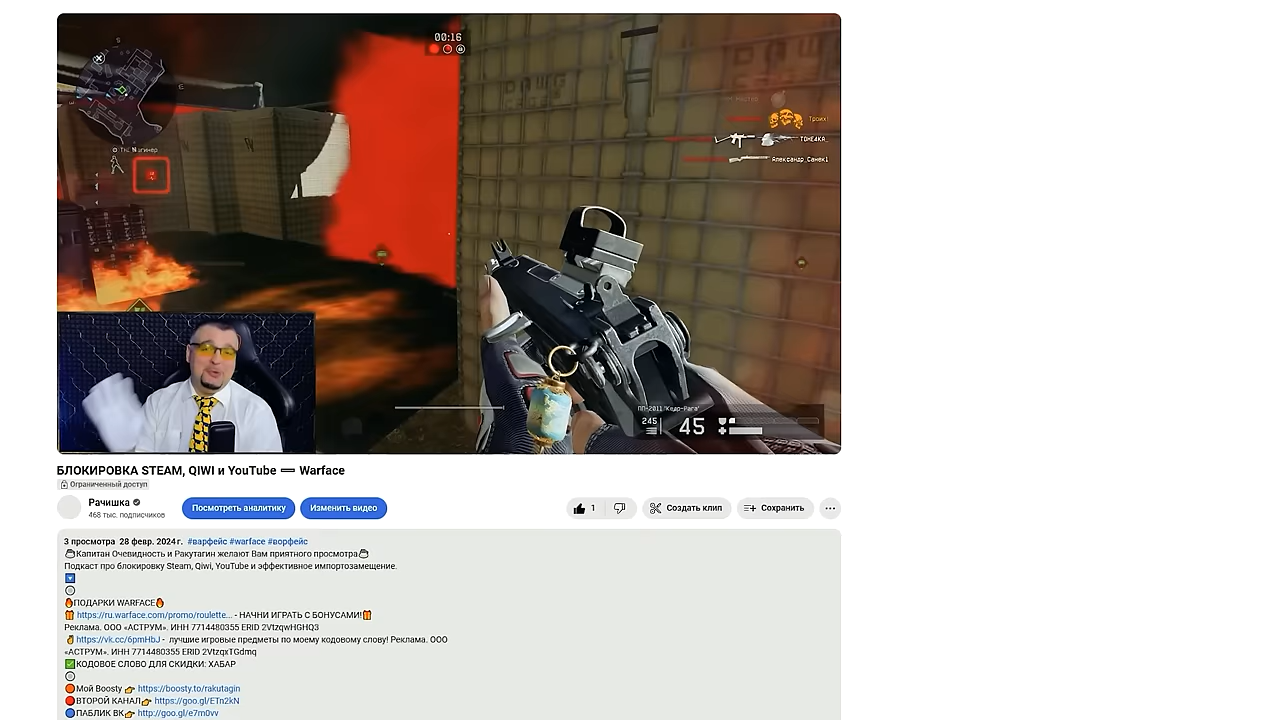 00:16
Троих!
TOHE4KA_
Александр_Санек1
ПП-2011 "Кедр-Para"
245
45
БЛОКИРОВКА STEAM, QIWI и YouTube ══ Warface
Ограниченный доступ
Рачишка
468 тыс. подписчиков
Посмотреть аналитику
Изменить видео
1
Создать клип
Сохранить
3 просмотра 28 февр. 2024 г. #варфейс #warface #ворфейс
Капитан Очевидность и Ракутагин желают Вам приятного просмотра
Подкаст про блокировку Steam, Qiwi, YouTube и эффективное импортозамещение.
🔥ПОДАРКИ WARFACE🔥
🎁 https://ru.warface.com/promo/roulette... - НАЧНИ ИГРАТЬ С БОНУСАМИ!🎁
Реклама. ООО «АСТРУМ». ИНН 7714480355 ERID 2VtzqwHGHQ3
https://vk.cc/6pmHbJ - лучшие игровые предметы по моему кодовому слову! Реклама. ООО
«АСТРУМ». ИНН 7714480355 ERID 2VtzqxTGdmq
✅КОДОВОЕ СЛОВО ДЛЯ СКИДКИ: ХАБАР
🟠Мой Boosty 👉 https://boosty.to/rakutagin
🔴ВТОРОЙ КАНАЛ👉 https://goo.gl/ETn2kN
🔵ПАБЛИК ВК👉 http://goo.gl/e7m0vv